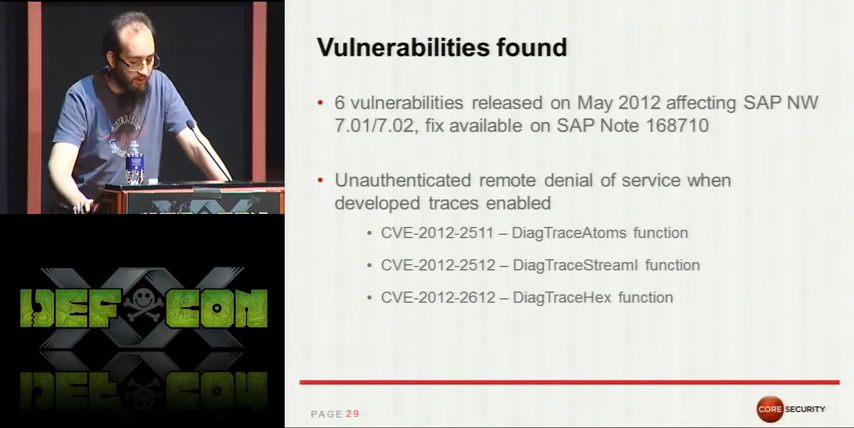 Vulnerabilities found
• 6 vulnerabilities released on May 2012 affecting SAP NW
7.01/7.02, fix available on SAP Note 168710
• Unauthenticated remote denial of service when
developed traces enabled
• CVE-2012-2511 – DiagTraceAtoms function
• CVE-2012-2512 – DiagTraceStreamI function
• CVE-2012-2612 – DiagTraceHex function
DEF CON
PAGE 29
CORE SECURITY